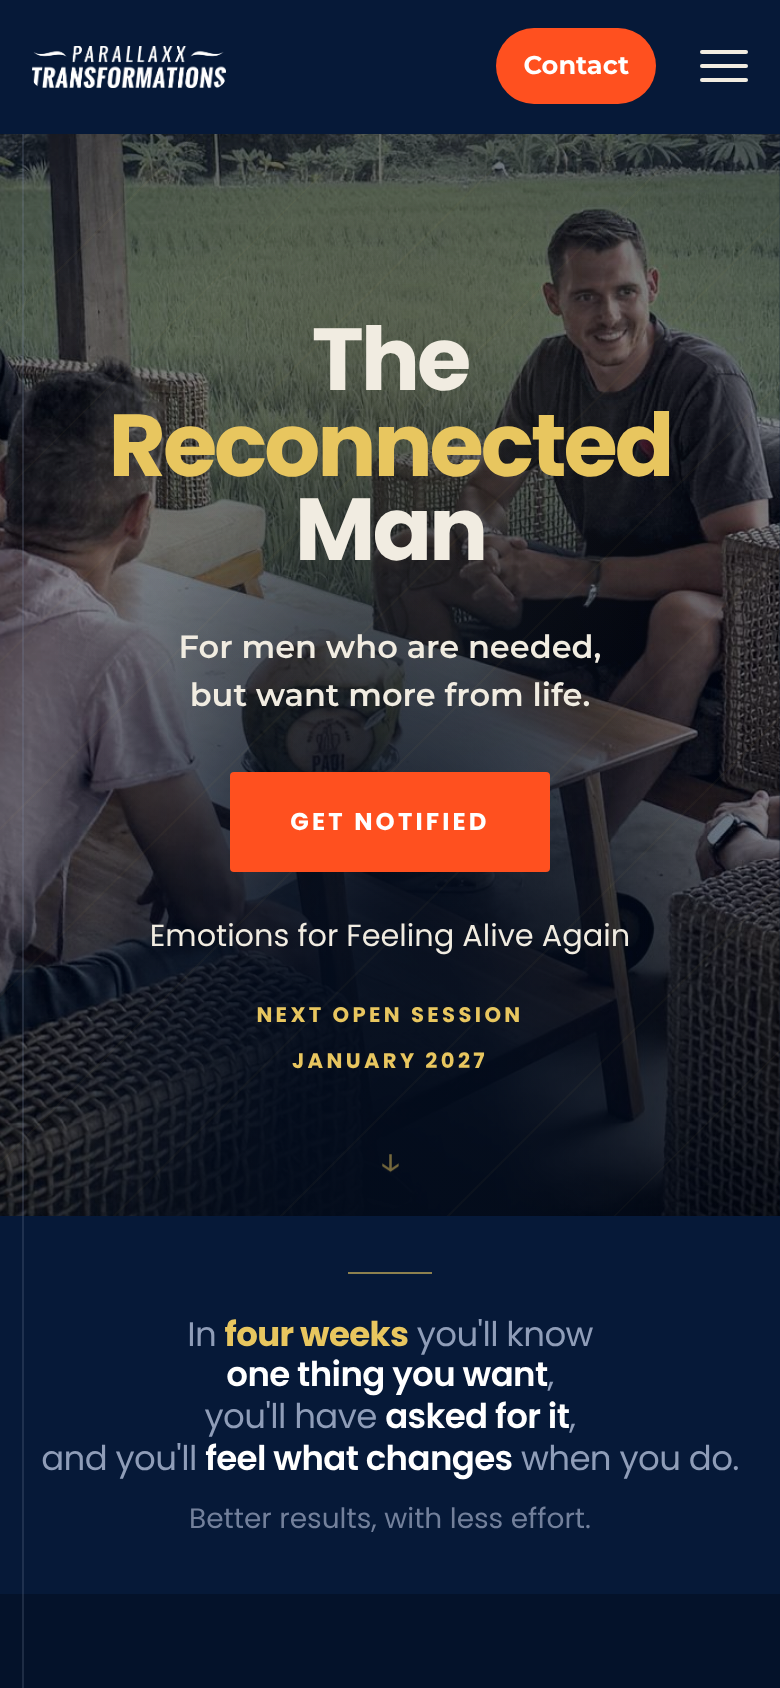 PARALLAXX
TRANSFORMATIONS
Contact
The
Reconnected
Man
For men who are needed,
but want more from life.
PADI
GET NOTIFIED
Emotions for Feeling Alive Again
NEXT OPEN SESSION
JANUARY 2027
↓
In four weeks you'll know
one thing you want,
you'll have asked for it,
and you'll feel what changes when you do.
Better results, with less effort.